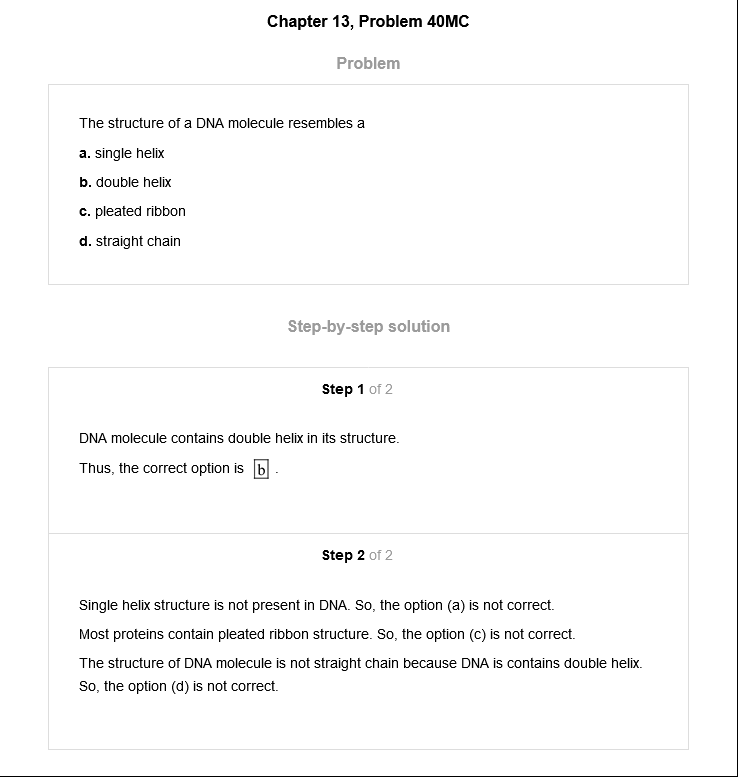 Chapter 13, Problem 40MC
Problem
The structure of a DNA molecule resembles a
a. single helix
b. double helix
c. pleated ribbon
d. straight chain
Step-by-step solution
Step 1 of 2
DNA molecule contains double helix in its structure.
Thus, the correct option is b .
Step 2 of 2
Single helix structure is not present in DNA. So, the option (a) is not correct.
Most proteins contain pleated ribbon structure. So, the option (c) is not correct.
The structure of DNA molecule is not straight chain because DNA is contains double helix.
So, the option (d) is not correct.